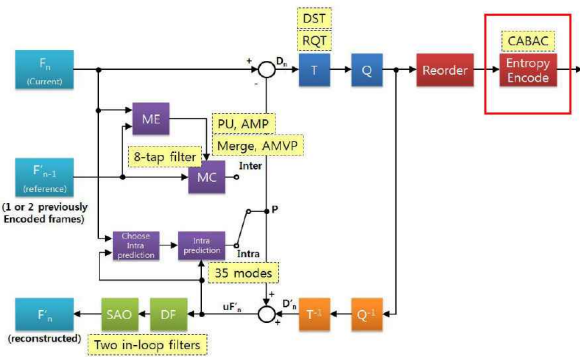 DST
RQT
CABAC
Fn
(Current)
+
-
Dn
T
Q
Reorder
Entropy
Encode
ME
PU, AMP
Merge, AMVP
8-tap filter
F'n-1
(reference)
(1 or 2 previously
Encoded frames)
MC
Inter
P
Choose
Intra
prediction
Intra
prediction
Intra
35 modes
F'n
(reconstructed)
SAO
DF
uF'n
+
+
D'n
T-1
Q-1
Two in-loop filters